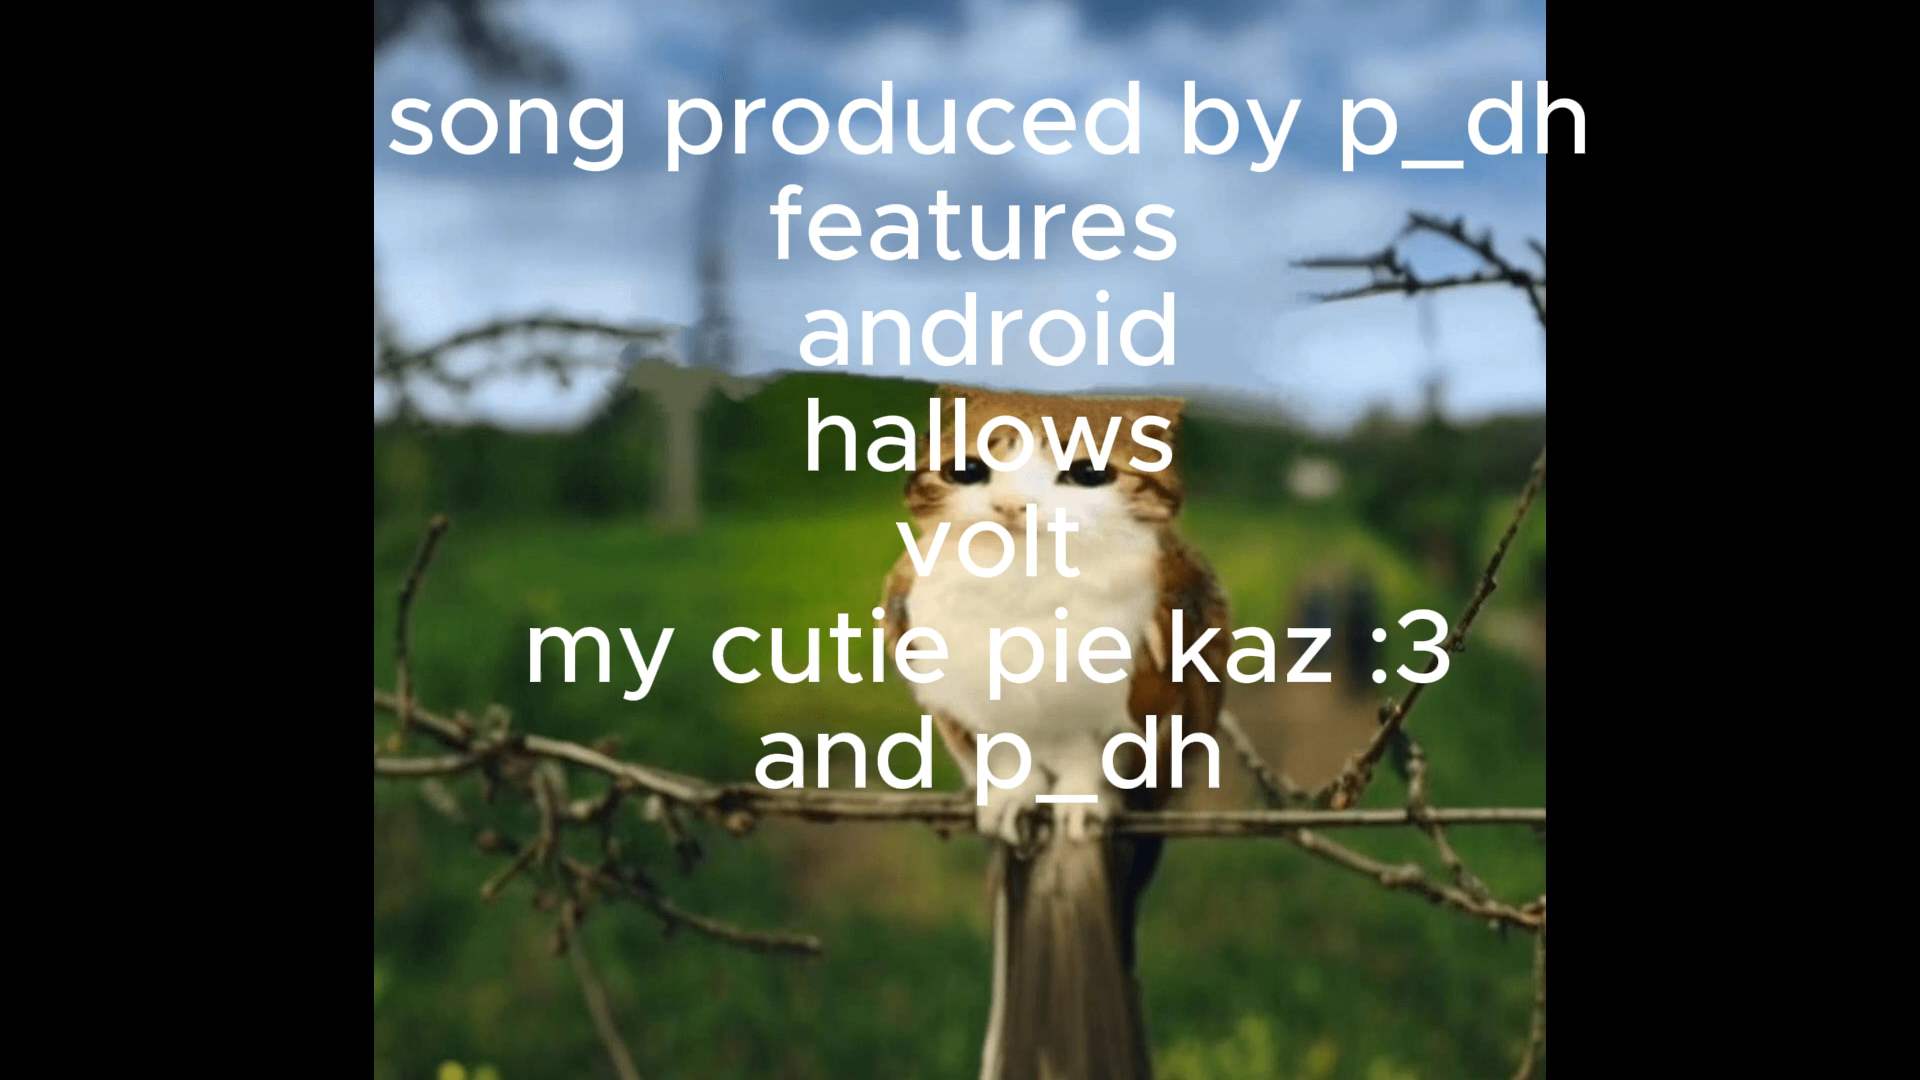 song produced by p_dh
features
android
hallows
volt
my cutie pie kaz :3
and p_dh